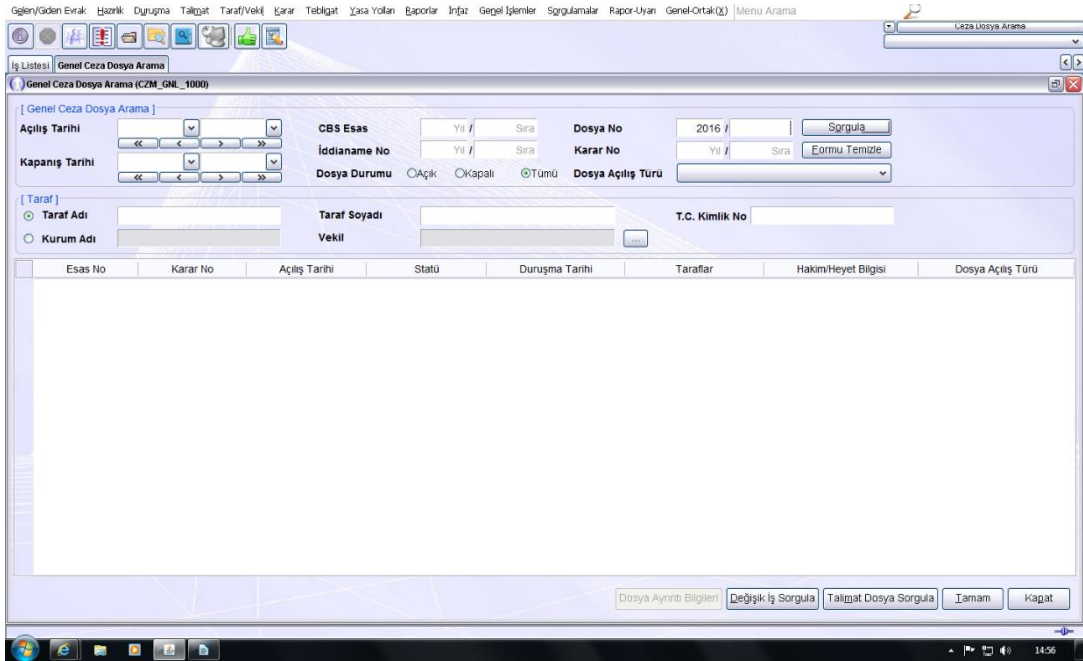 Gelen/Giden Evrak Hazırlık Duruşma Talimat Taraf/Vekil Karar Tebligat Yasa Yolları Raporlar İnfaz Genel İşlemler Sorgulamalar Rapor-Uyarı Genel-Ortak(X) Menu Arama
Ceza Dosya Arama
İş Listesi Genel Ceza Dosya Arama
Genel Ceza Dosya Arama (CZM_GNL_1000)
[ Genel Ceza Dosya Arama ]
Açılış Tarihi CBS Esas Yıl / Sıra Dosya No 2016 / Sorgula
<< < > >> İddianame No Yıl / Sıra Karar No Yıl / Sıra Formu Temizle
Kapanış Tarihi Dosya Durumu Açık Kapalı Tümü Dosya Açılış Türü
<< < > >>
[ Taraf ]
Taraf Adı Taraf Soyadı T.C. Kimlik No
Kurum Adı Vekil ...
Esas No Karar No Açılış Tarihi Statü Duruşma Tarihi Taraflar Hakim/Heyet Bilgisi Dosya Açılış Türü
Dosya Ayrıntı Bilgileri Değişik İş Sorgula Talimat Dosya Sorgula Tamam Kapat
14:56